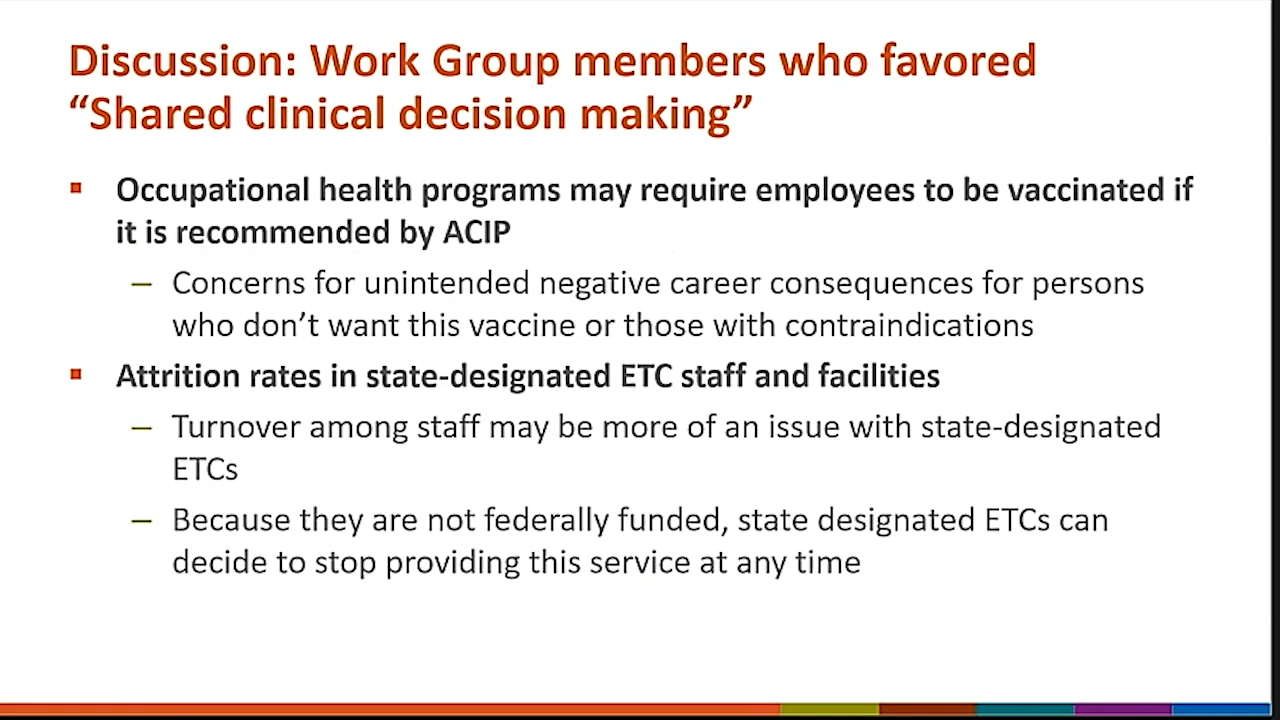 Discussion: Work Group members who favored
“Shared clinical decision making”
▪ Occupational health programs may require employees to be vaccinated if
it is recommended by ACIP
– Concerns for unintended negative career consequences for persons
who don’t want this vaccine or those with contraindications
▪ Attrition rates in state-designated ETC staff and facilities
– Turnover among staff may be more of an issue with state-designated
ETCs
– Because they are not federally funded, state designated ETCs can
decide to stop providing this service at any time